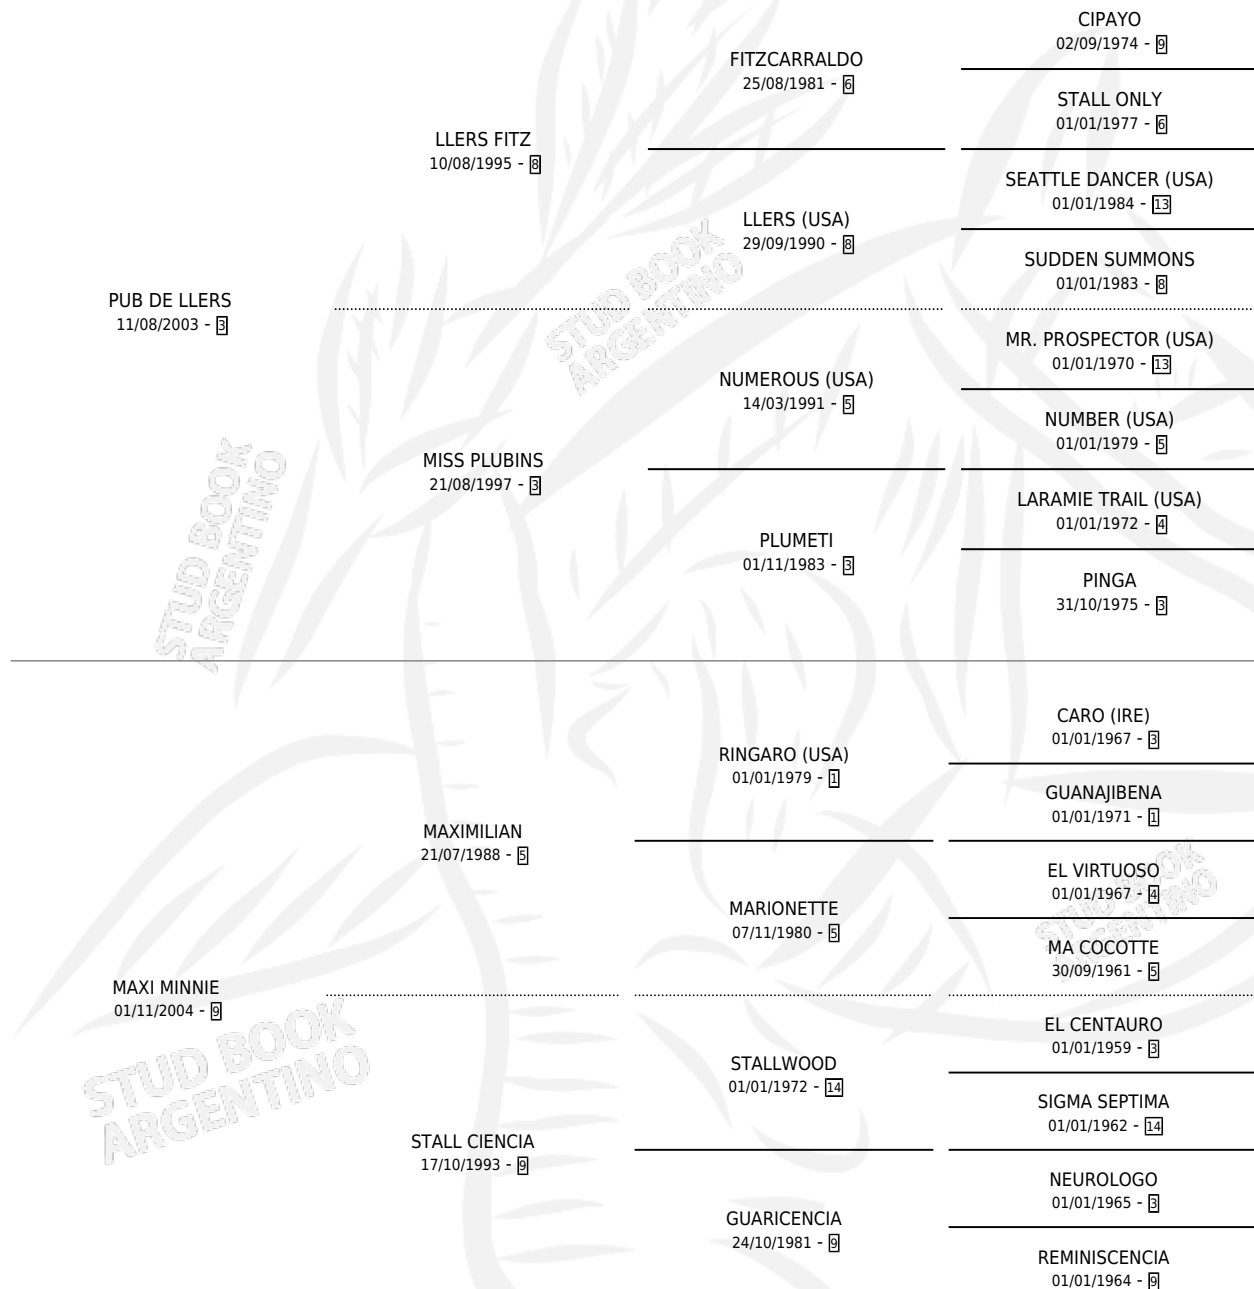 CIPAYO
02/09/1974 - 9
FITZCARRALDO
25/08/1981 - 6
STALL ONLY
01/01/1977 - 6
LLERS FITZ
10/08/1995 - 8
SEATTLE DANCER (USA)
01/01/1984 - 13
LLERS (USA)
29/09/1990 - 8
SUDDEN SUMMONS
01/01/1983 - 8
PUB DE LLERS
11/08/2003 - 3
STUD BOOK
ARGENTINO
MR. PROSPECTOR (USA)
01/01/1970 - 13
NUMEROUS (USA)
14/03/1991 - 5
NUMBER (USA)
01/01/1979 - 5
MISS PLUBINS
21/08/1997 - 3
LARAMIE TRAIL (USA)
01/01/1972 - 4
PLUMETI
01/11/1983 - 3
PINGA
31/10/1975 - 3
STUD BOOK
ARGENTINO
CARO (IRE)
01/01/1967 - 3
RINGARO (USA)
01/01/1979 - 1
GUANAJIBENA
01/01/1971 - 1
MAXIMILIAN
21/07/1988 - 5
EL VIRTUOSO
01/01/1967 - 4
MARIONETTE
07/11/1980 - 5
MA COCOTTE
30/09/1961 - 5
STUD BOOK
ARGENTINO
MAXI MINNIE
01/11/2004 - 9
EL CENTAURO
01/01/1959 - 3
STALLWOOD
01/01/1972 - 14
SIGMA SEPTIMA
01/01/1962 - 14
STUD BOOK
ARGENTINO
STALL CIENCIA
17/10/1993 - 9
NEUROLOGO
01/01/1965 - 3
GUARICENCIA
24/10/1981 - 9
REMINISCENCIA
01/01/1964 - 9